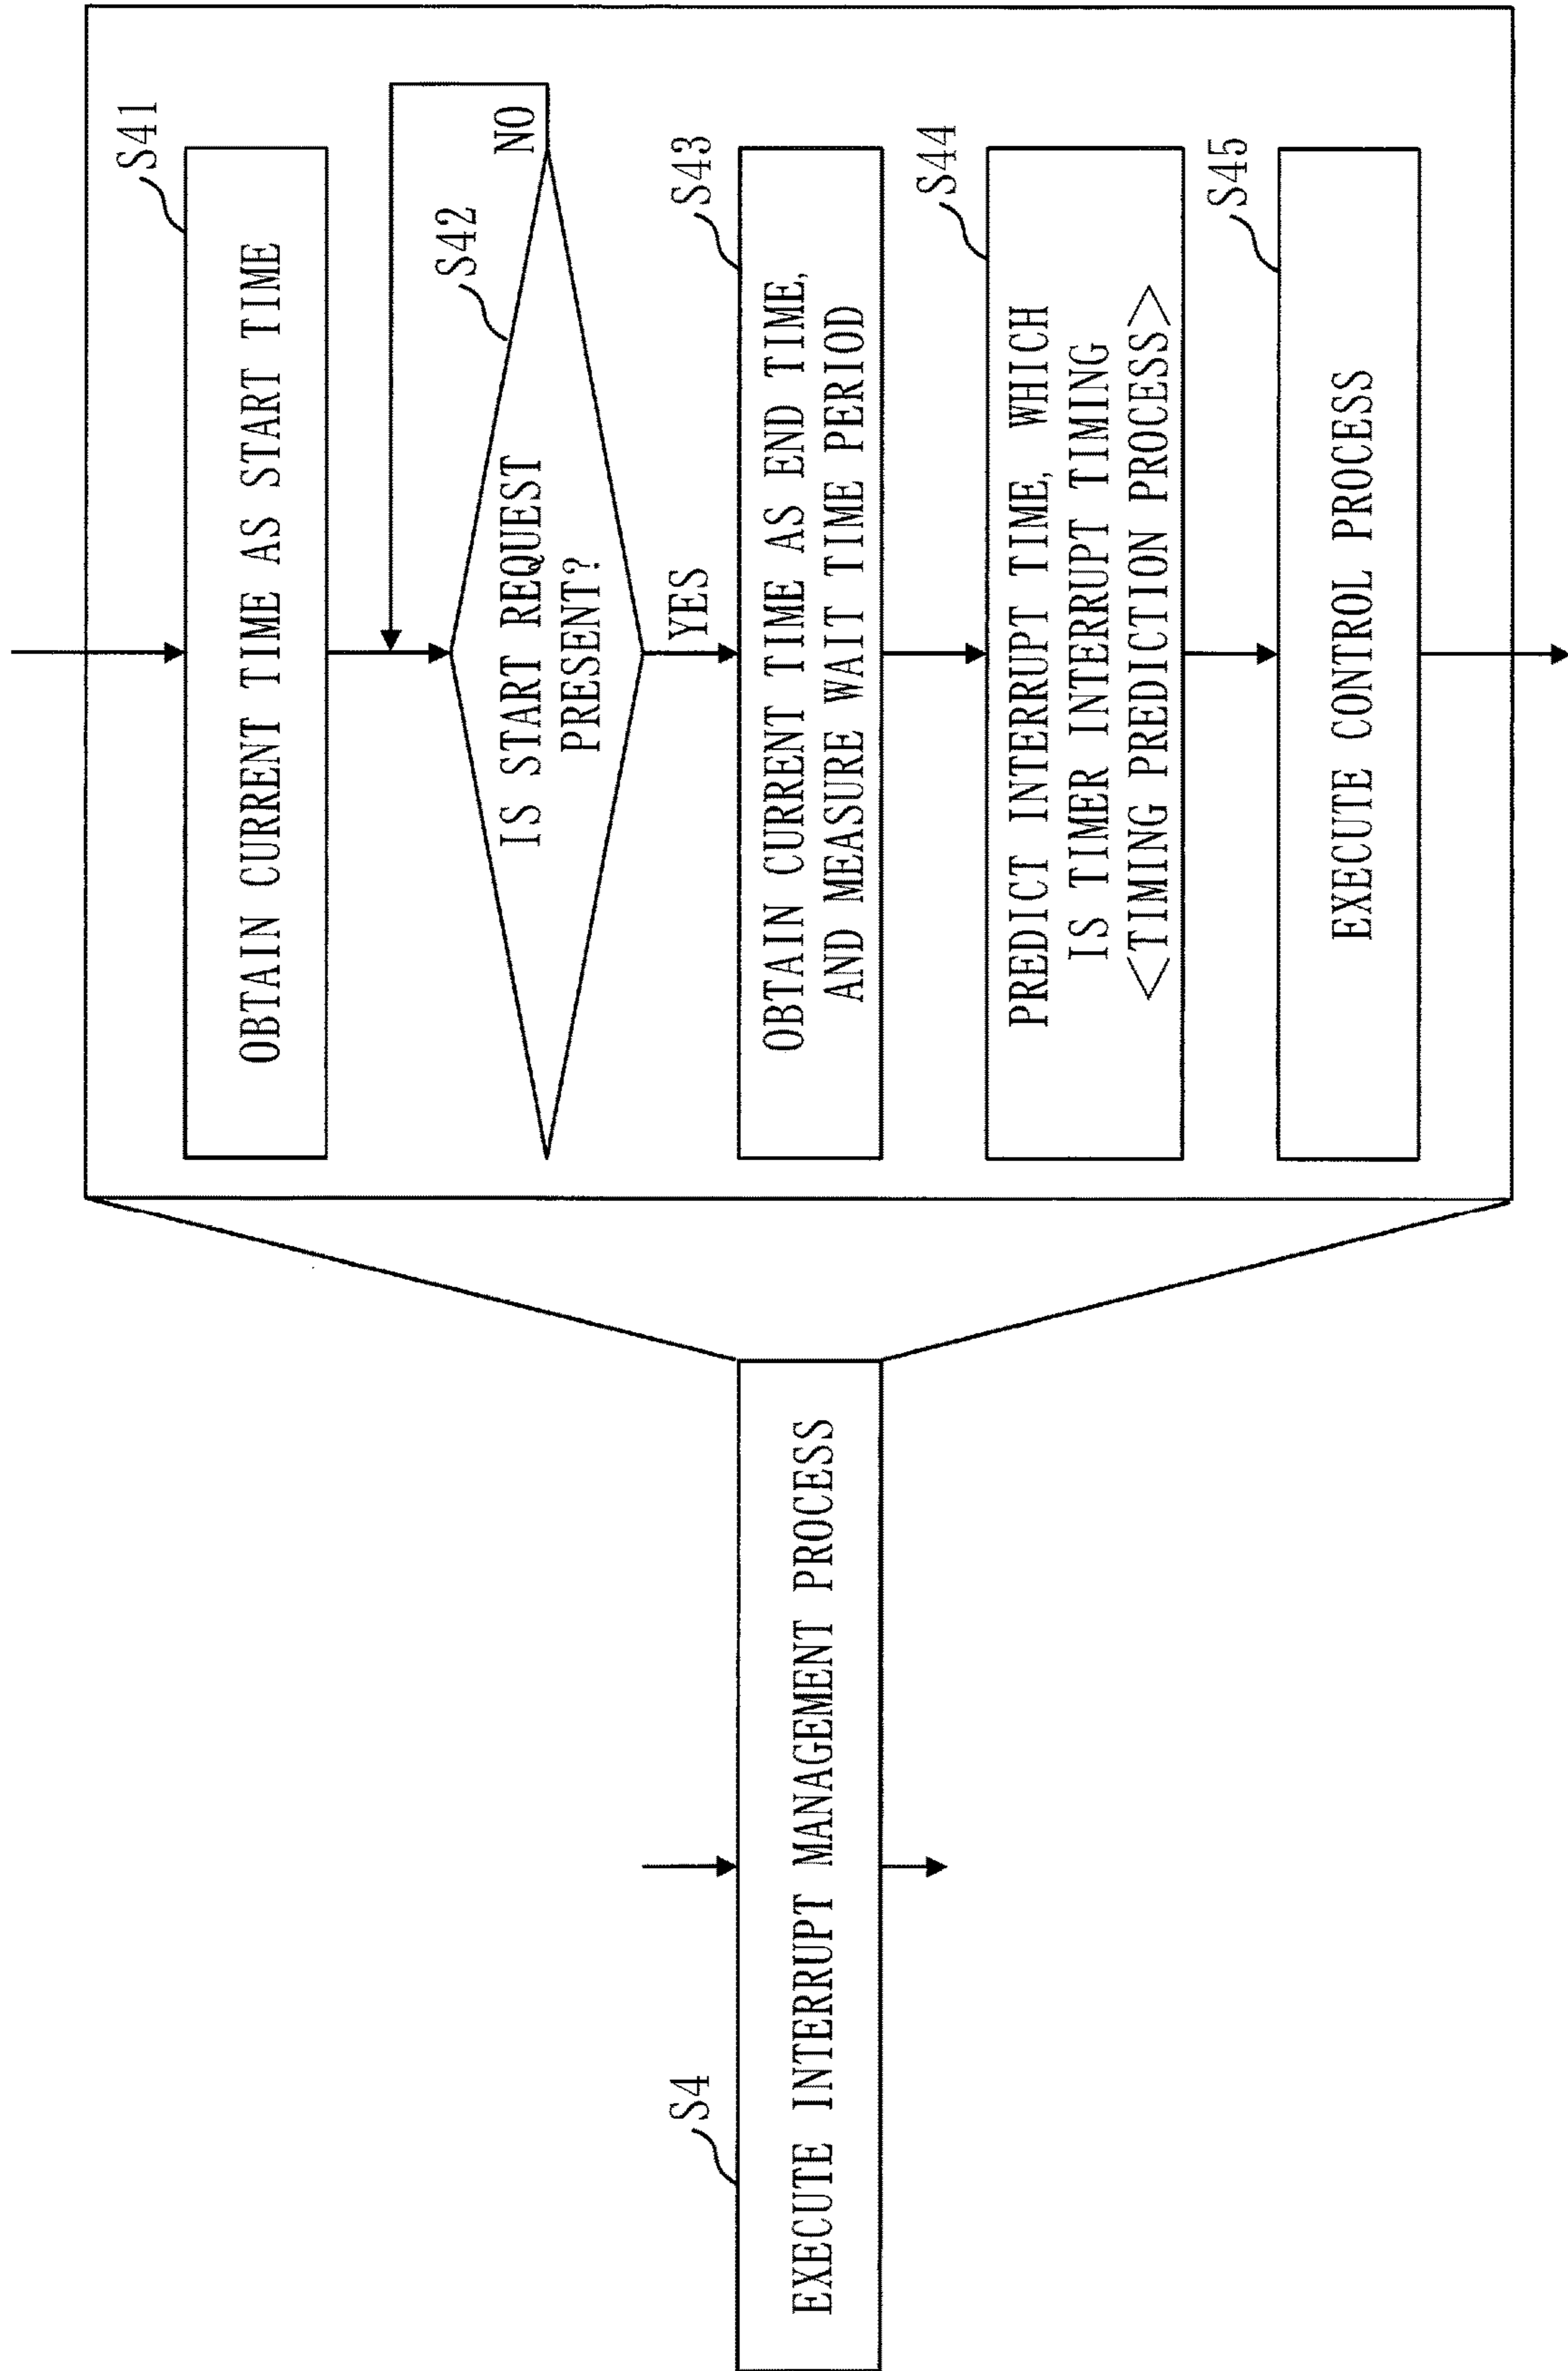 S4
EXECUTE INTERRUPT MANAGEMENT PROCESS
S41
OBTAIN CURRENT TIME AS START TIME
S42
NO
IS START REQUEST
PRESENT?
YES
S43
OBTAIN CURRENT TIME AS END TIME,
AND MEASURE WAIT TIME PERIOD
S44
PREDICT INTERRUPT TIME, WHICH
IS TIMER INTERRUPT TIMING
<TIMING PREDICTION PROCESS>
S45
EXECUTE CONTROL PROCESS